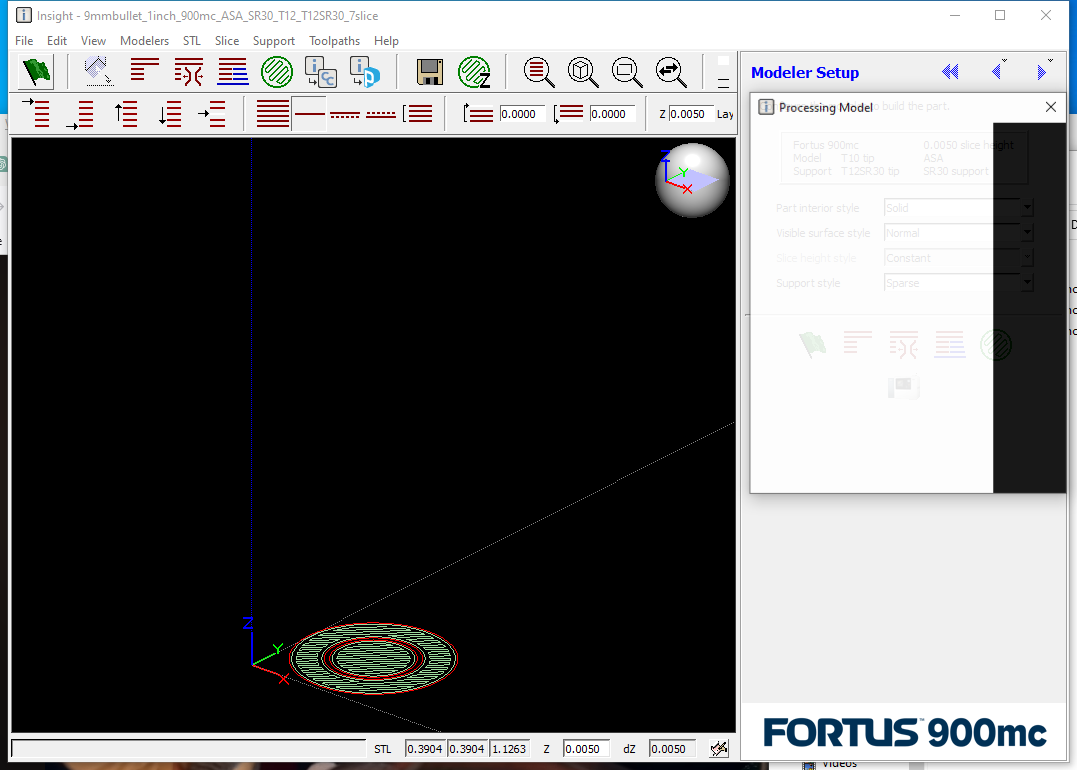 Insight - 9mmbullet_1inch_900mc_ASA_SR30_T12_T12SR30_7slice
File Edit View Modelers STL Slice Support Toolpaths Help
Modeler Setup
0.0000 0.0000 Z 0.0050 Lay
Processing Model to build the part.
Fortus 900mc 0.0050 slice height
Model T10 tip ASA
Support T12SR30 tip SR30 support
Part interior style Solid
Visible surface style Normal
Slice height style Constant
Support style Sparse
Z
Y
X
Z
Y
X
FORTUS™ 900mc
STL 0.3904 0.3904 1.1263 Z 0.0050 dZ 0.0050
Videos